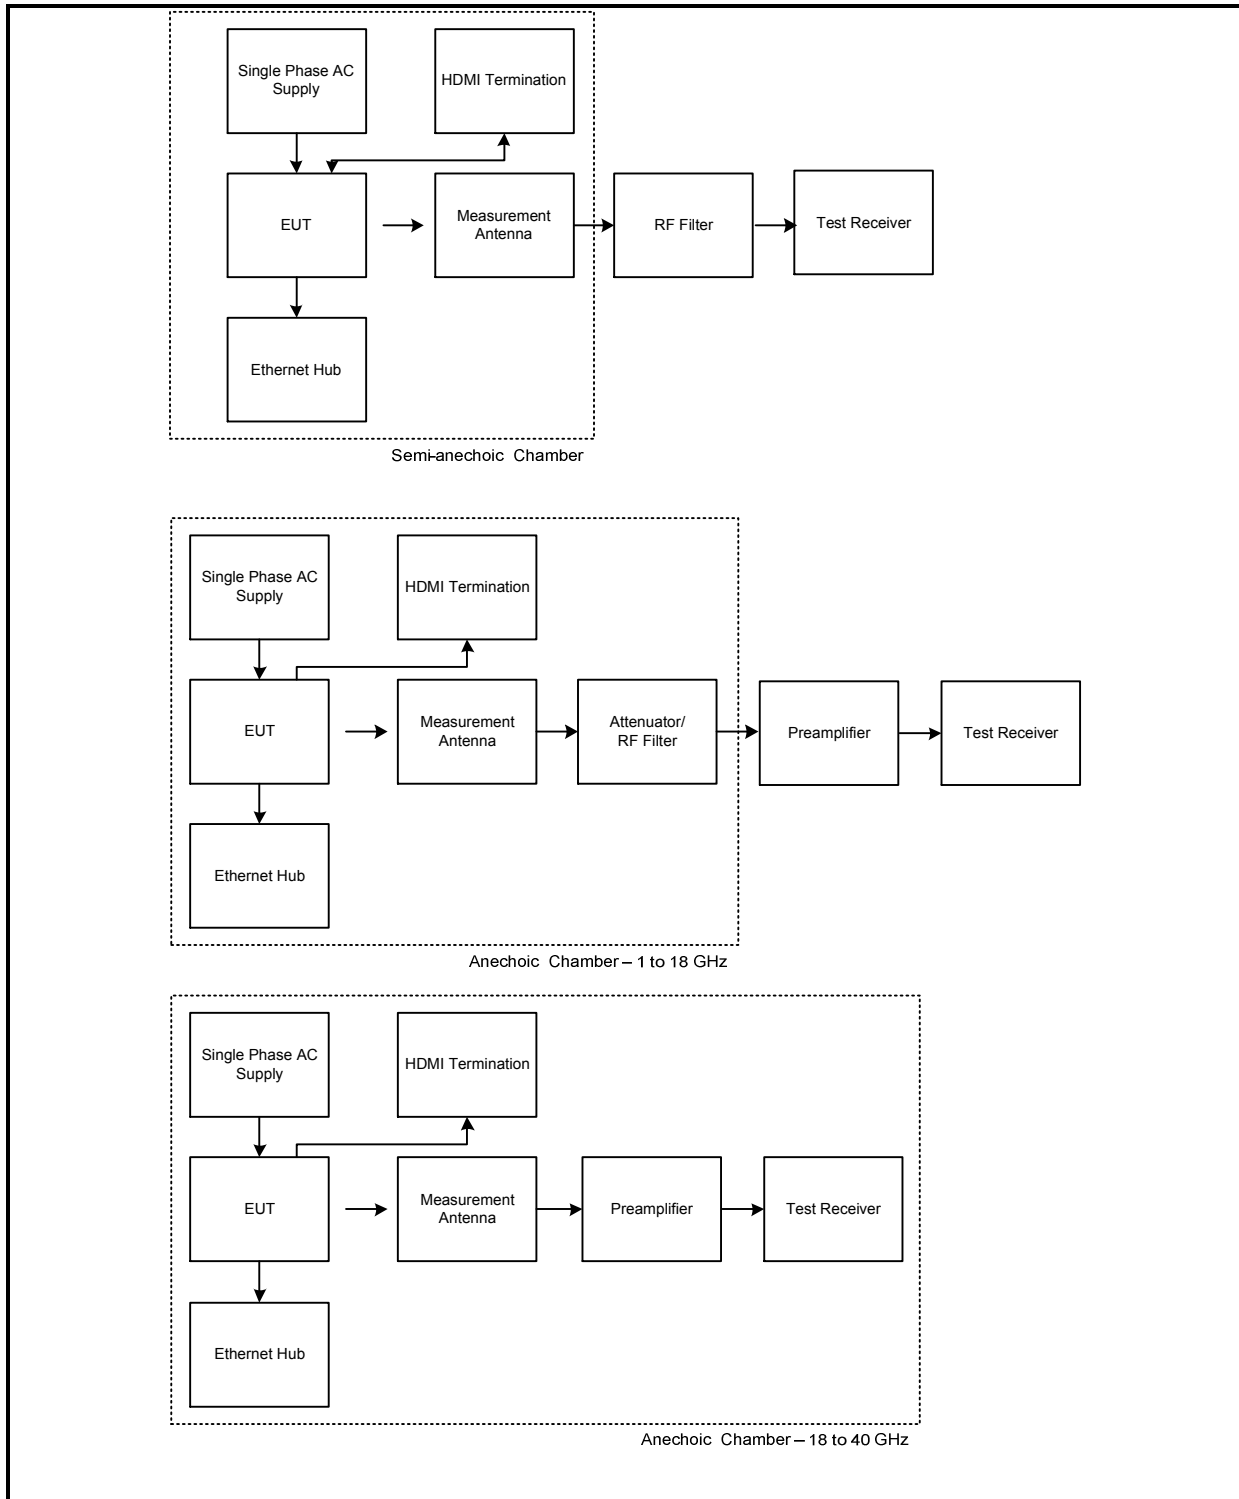 Single Phase AC
Supply
HDMI Termination
EUT
Measurement
Antenna
RF Filter
Test Receiver
Ethernet Hub
Semi-anechoic Chamber
Single Phase AC
Supply
HDMI Termination
EUT
Measurement
Antenna
Attenuator/
RF Filter
Preamplifier
Test Receiver
Ethernet Hub
Anechoic Chamber – 1 to 18 GHz
Single Phase AC
Supply
HDMI Termination
EUT
Measurement
Antenna
Preamplifier
Test Receiver
Ethernet Hub
Anechoic Chamber – 18 to 40 GHz